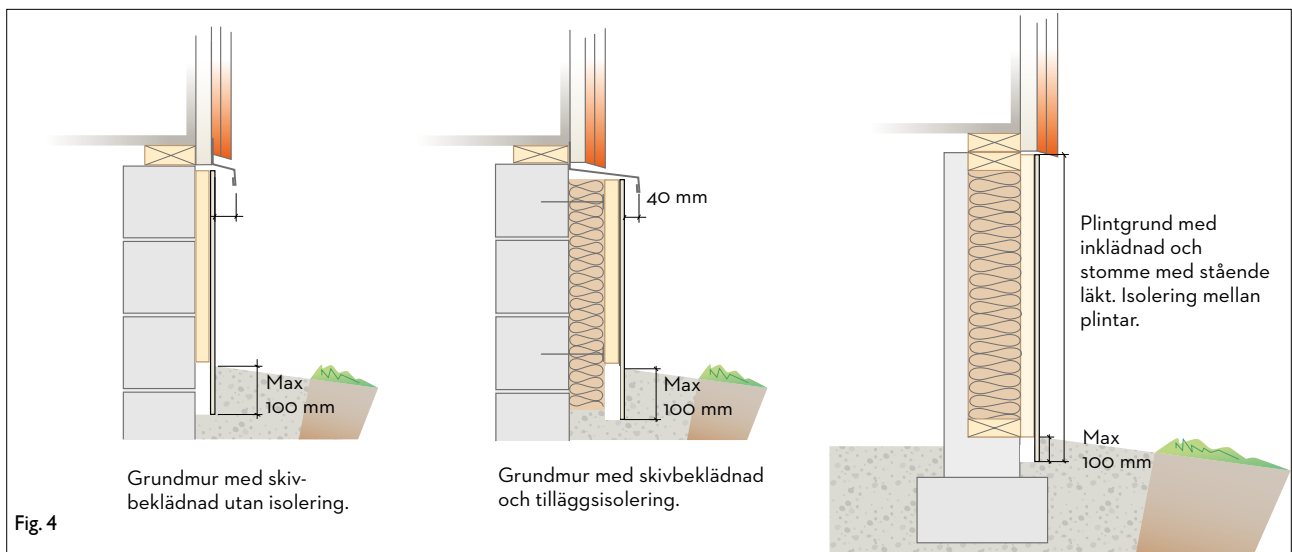 40 mm
Max
100 mm
Max
100 mm
Max
100 mm
Plintgrund med
inklädnad och
stomme med stående
läkt. Isolering mellan
plintar.
Grundmur med skiv-
beklädnad utan isolering.
Grundmur med skivbeklädnad
och tilläggsisolering.
Fig. 4